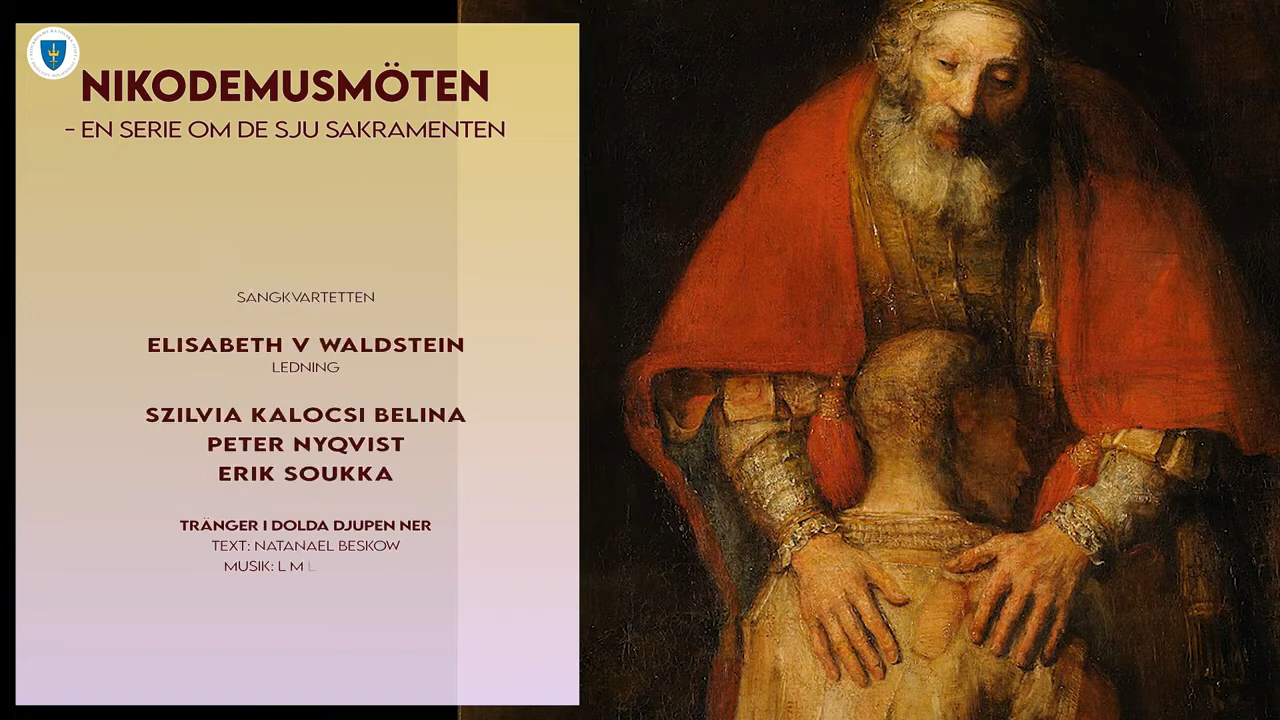 NIKODEMUSMÖTEN
- EN SERIE OM DE SJU SAKRAMENTEN
SANGKVARTETTEN
ELISABETH V WALDSTEIN
LEDNING
SZILVIA KALOCSI BELINA
PETER NYQVIST
ERIK SOUKKA
TRÄNGER I DOLDA DJUPEN NER
TEXT: NATANAEL BESKOW
MUSIK: L M L